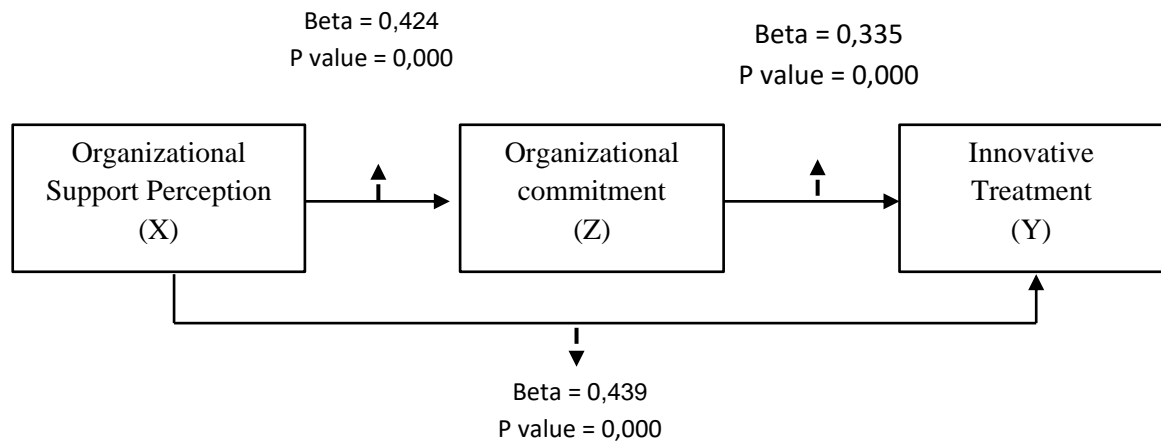 Beta = 0,424
P value = 0,000
Beta = 0,335
P value = 0,000
Organizational
Support Perception
(X)
Organizational
commitment
(Z)
Innovative
Treatment
(Y)
Beta = 0,439
P value = 0,000